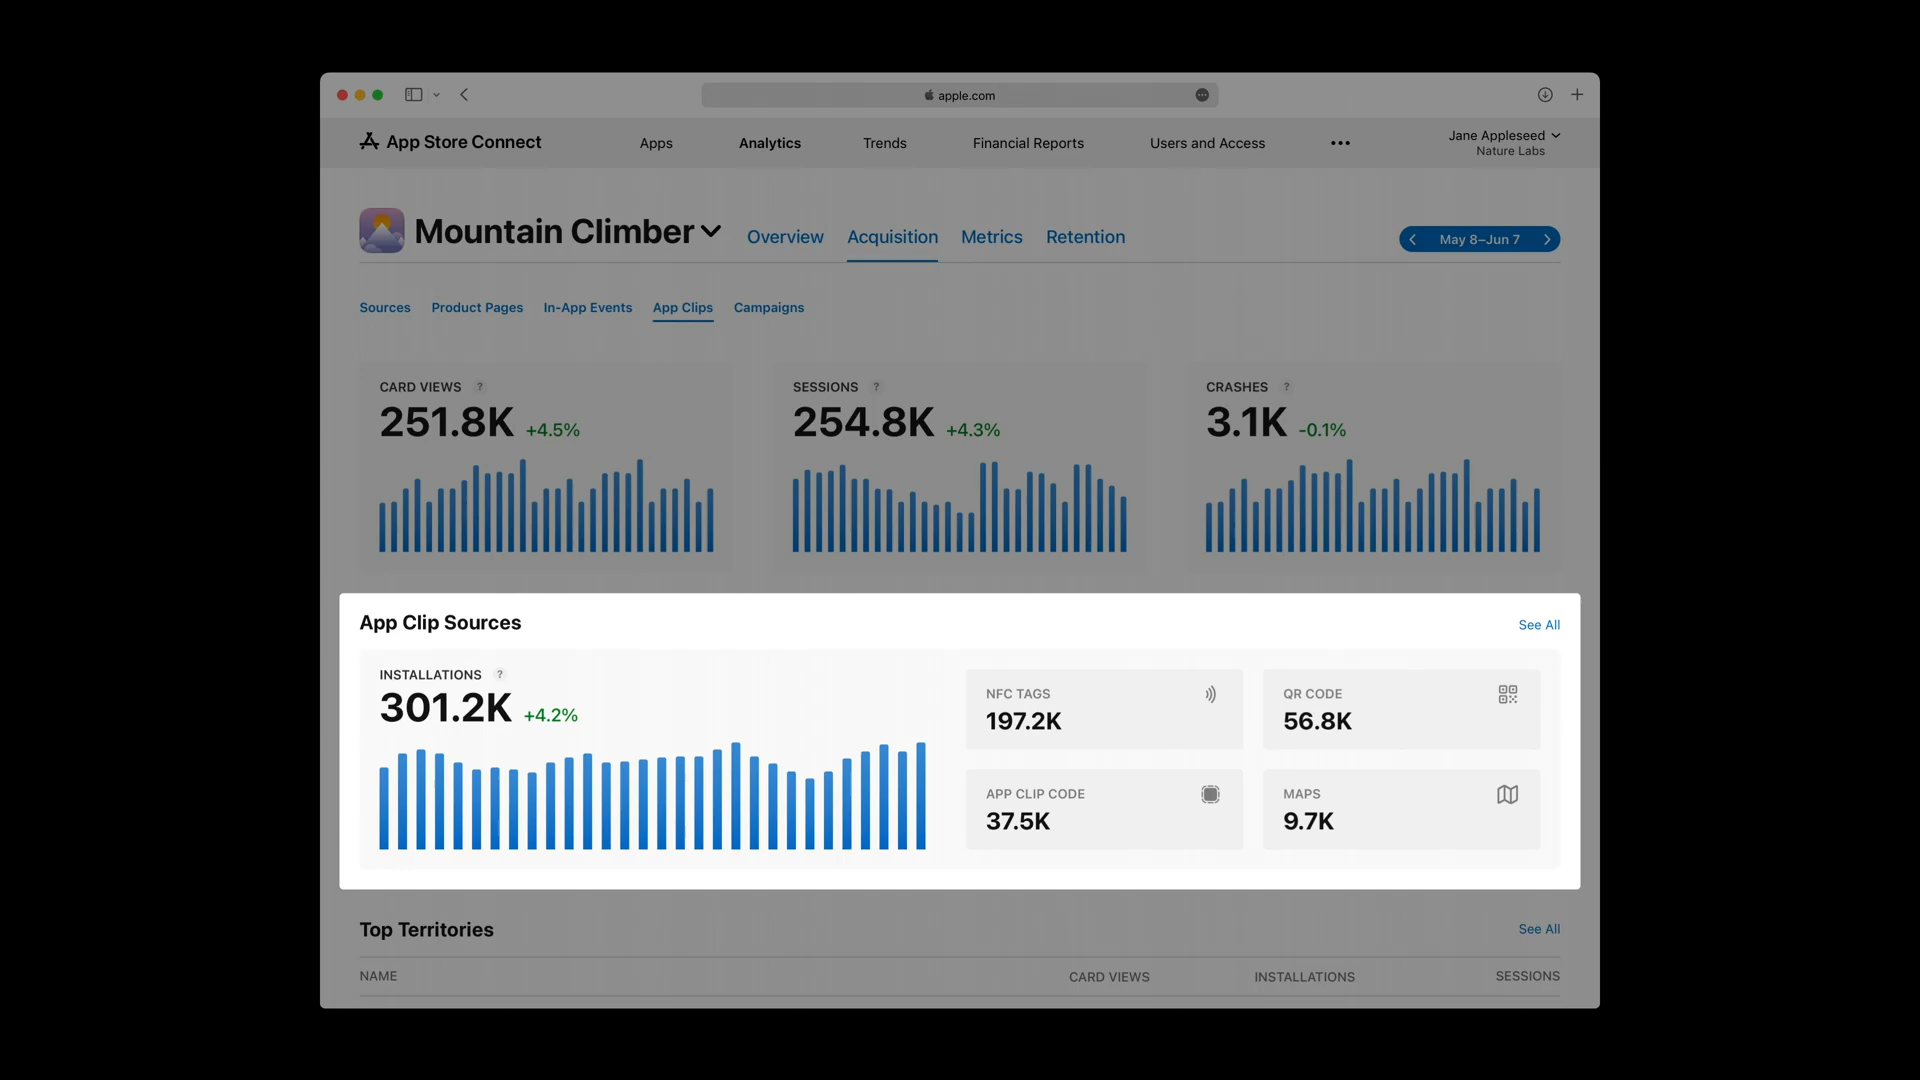 apple.com
App Store Connect
Apps
Analytics
Trends
Financial Reports
Users and Access
•••
Jane Appleseed
Nature Labs
Mountain Climber
Overview
Acquisition
Metrics
Retention
May 8–Jun 7
Sources
Product Pages
In-App Events
App Clips
Campaigns
CARD VIEWS ?
251.8K +4.5%
SESSIONS ?
254.8K +4.3%
CRASHES ?
3.1K -0.1%
App Clip Sources
See All
INSTALLATIONS ?
301.2K +4.2%
NFC TAGS
197.2K
QR CODE
56.8K
APP CLIP CODE
37.5K
MAPS
9.7K
Top Territories
See All
NAME
CARD VIEWS
INSTALLATIONS
SESSIONS